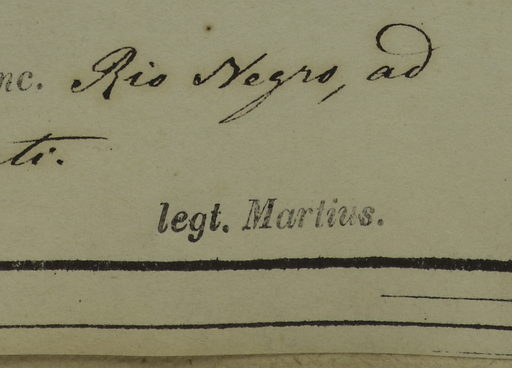 nc. Rio Negro, ad
ti.
legt. Martius.